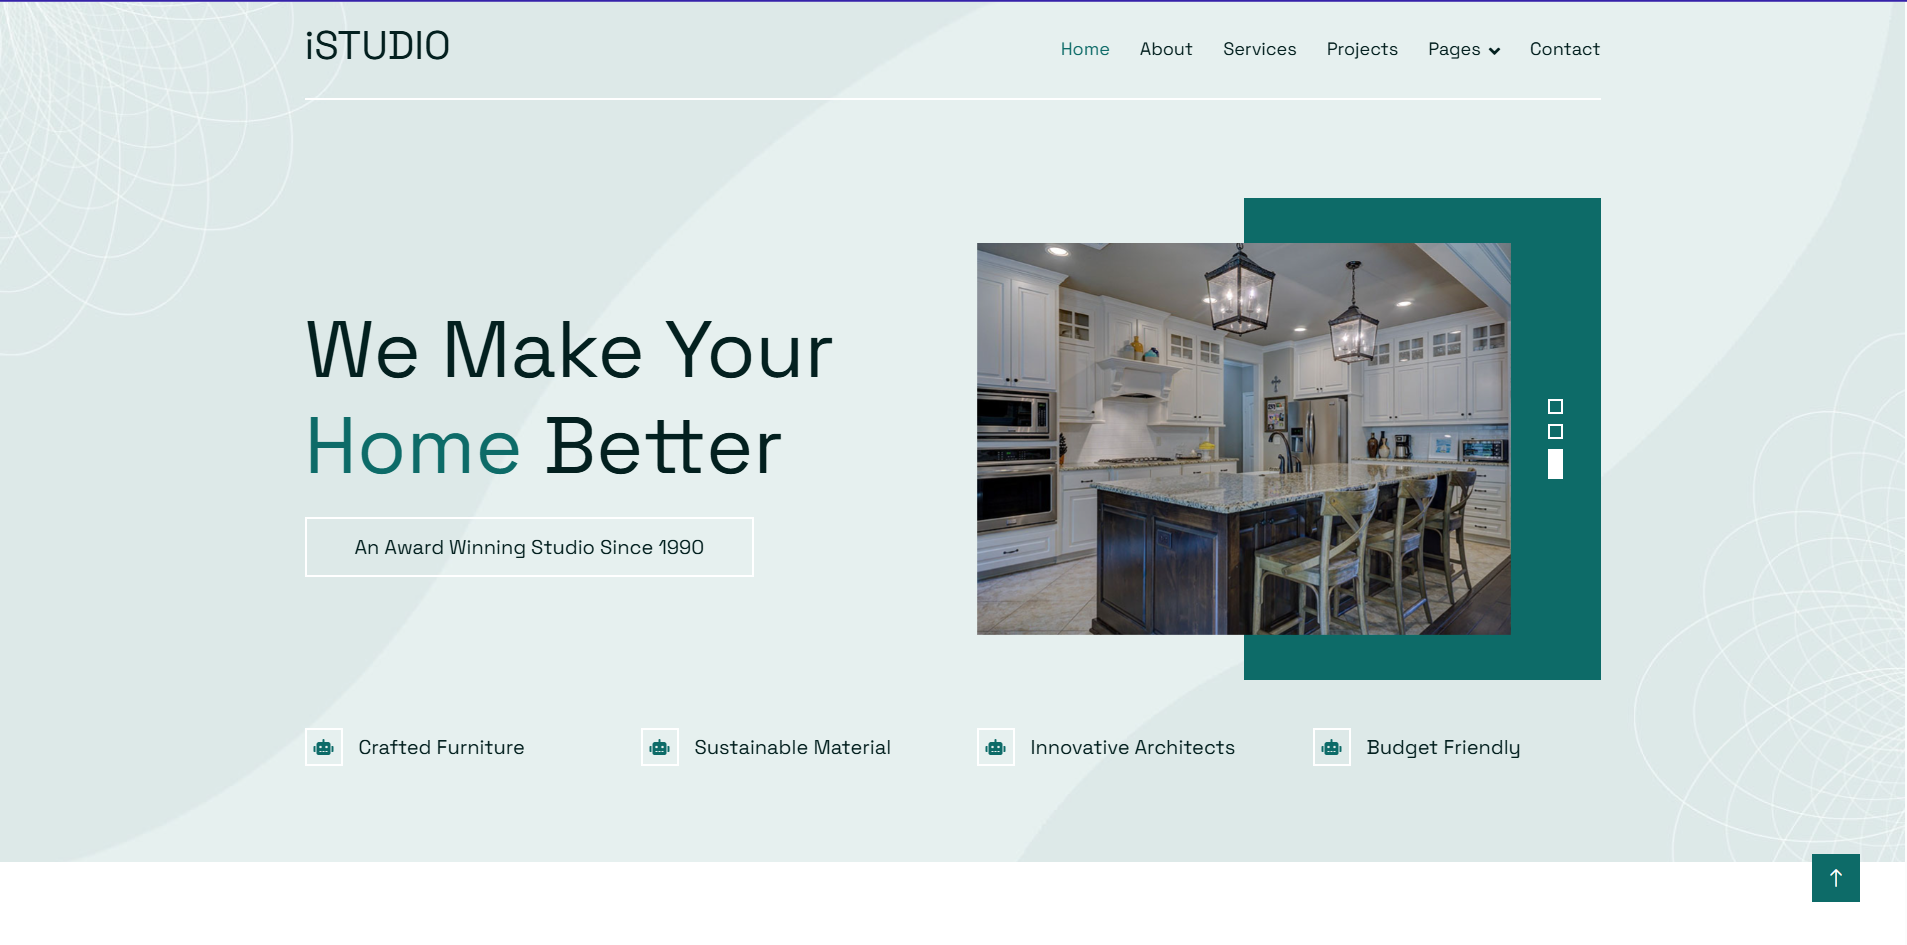 iSTUDIO
Home About Services Projects Pages Contact
We Make Your
Home Better
An Award Winning Studio Since 1990
Crafted Furniture Sustainable Material Innovative Architects Budget Friendly